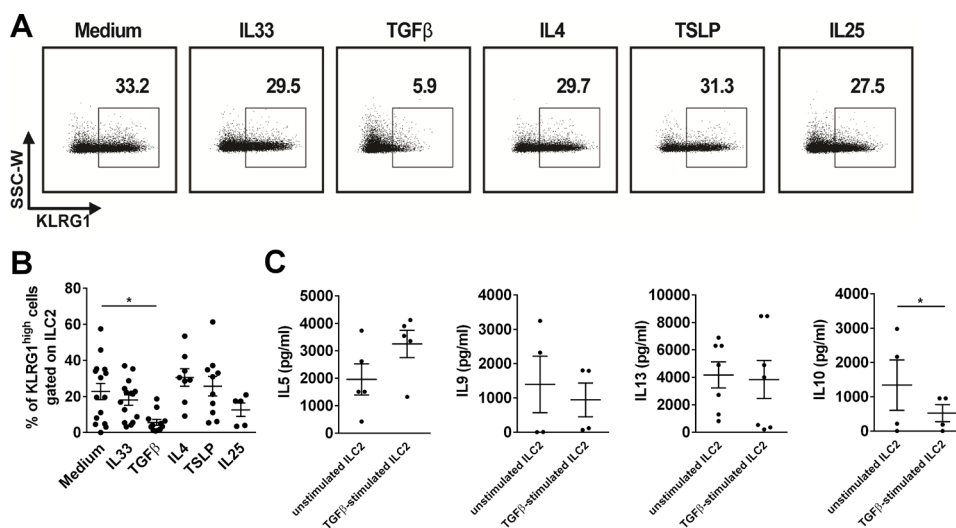 A
Medium IL33 TGFβ IL4 TSLP IL25
33.2 29.5 5.9 29.7 31.3 27.5
SSC-W
KLRG1
B
% of KLRG1high cells
gated on ILC2
80
60
40
20
0
*
Medium IL33 TGFβ IL4 TSLP IL25
C
IL5 (pg/ml)
5000
4000
3000
2000
1000
0
unstimulated ILC2
TGFβ-stimulated ILC2
IL9 (pg/ml)
4000
3000
2000
1000
0
unstimulated ILC2
TGFβ-stimulated ILC2
IL13 (pg/ml)
10000
8000
6000
4000
2000
0
unstimulated ILC2
TGFβ-stimulated ILC2
IL10 (pg/ml)
4000
3000
2000
1000
0
*
unstimulated ILC2
TGFβ-stimulated ILC2